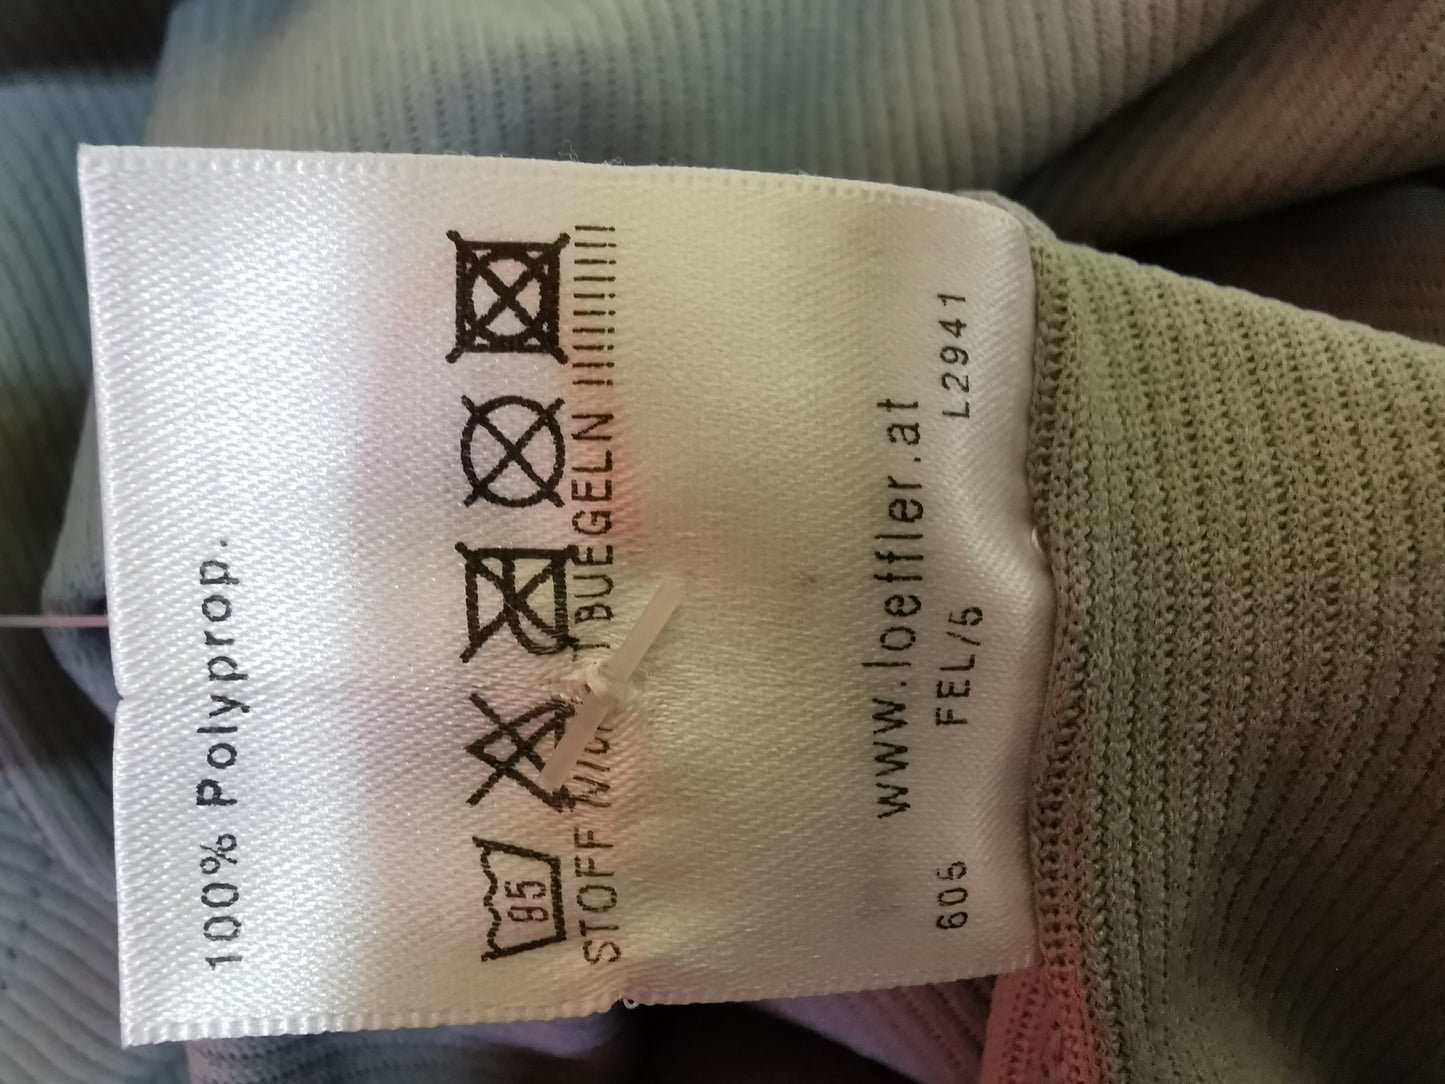 100% Polyprop.
95
STOFF NICHT BUEGELN !!!!!!!!!!
www.loeffler.at
605 FEL/5 L2941